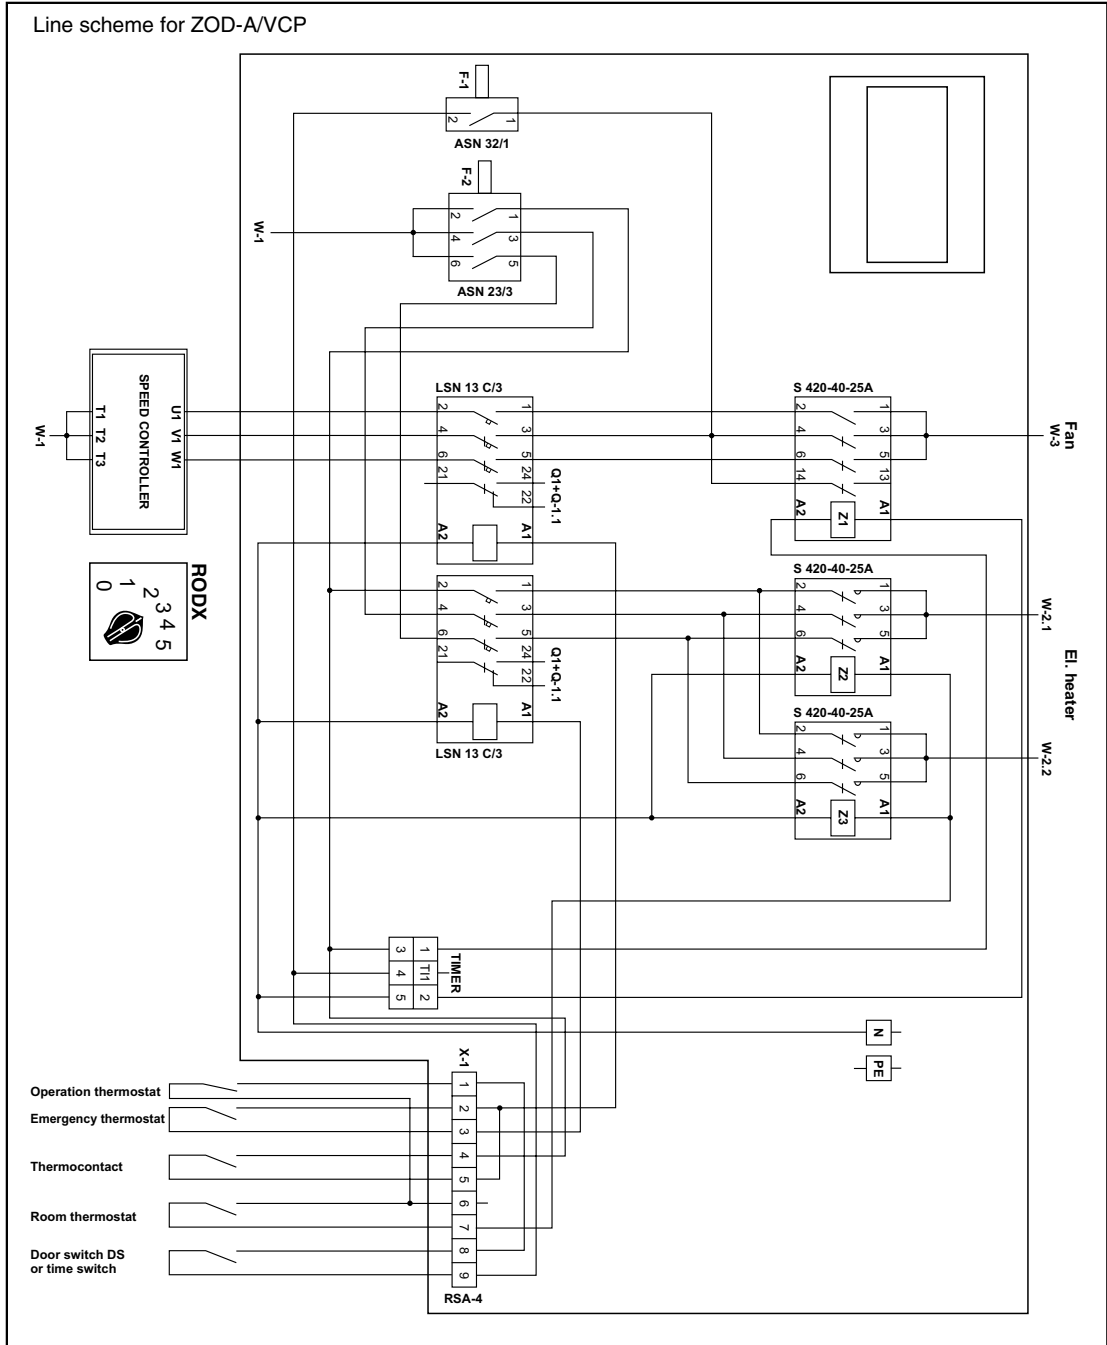 Line scheme for ZOD-A/VCP
F-1
2 1
ASN 32/1
F-2
2 1
4 3
6 5
W-1
ASN 23/3
SPEED CONTROLLER
U1 V1 W1
T1 T2 T3
W-1
LSN 13 C/3
2 1
4 3
6 5
21 24
22
Q1+Q-1.1
A2 A1
S 420-40-25A
2 1
4 3
6 5
14 13
A2 A1
Z1
Fan
W-3
RODX
0 1 2 3 4 5
2 1
4 3
6 5
21 24
22
Q1+Q-1.1
A2 A1
LSN 13 C/3
S 420-40-25A
2 1
4 3
6 5
A2 A1
Z2
W-2.1
El. heater
S 420-40-25A
2 1
4 3
6 5
A2 A1
Z3
W-2.2
TIMER
3 1
4 TI1
5 2
N
PE
X-1
1
2
3
4
5
6
7
8
9
RSA-4
Operation thermostat
Emergency thermostat
Thermocontact
Room thermostat
Door switch DS
or time switch